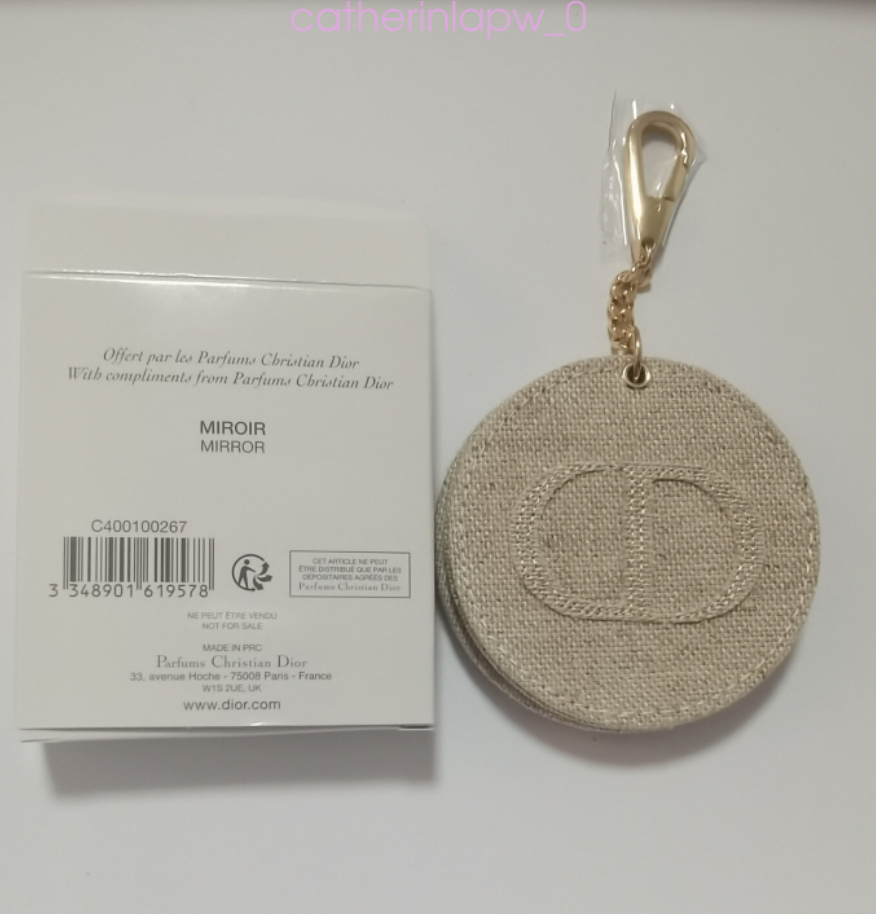 catherinlapw_0
Offert par les Parfums Christian Dior
With compliments from Parfums Christian Dior
MIROIR
MIRROR
C400100267
3 348901 619578
CET ARTICLE NE PEUT
ÊTRE DISTRIBUÉ QUE PAR LES
DÉPOSITAIRES AGRÉÉS DES
Parfums Christian Dior
NE PEUT ÊTRE VENDU
NOT FOR SALE
MADE IN PRC
Parfums Christian Dior
33, avenue Hoche - 75008 Paris - France
W1S 2UE, UK
www.dior.com
CD